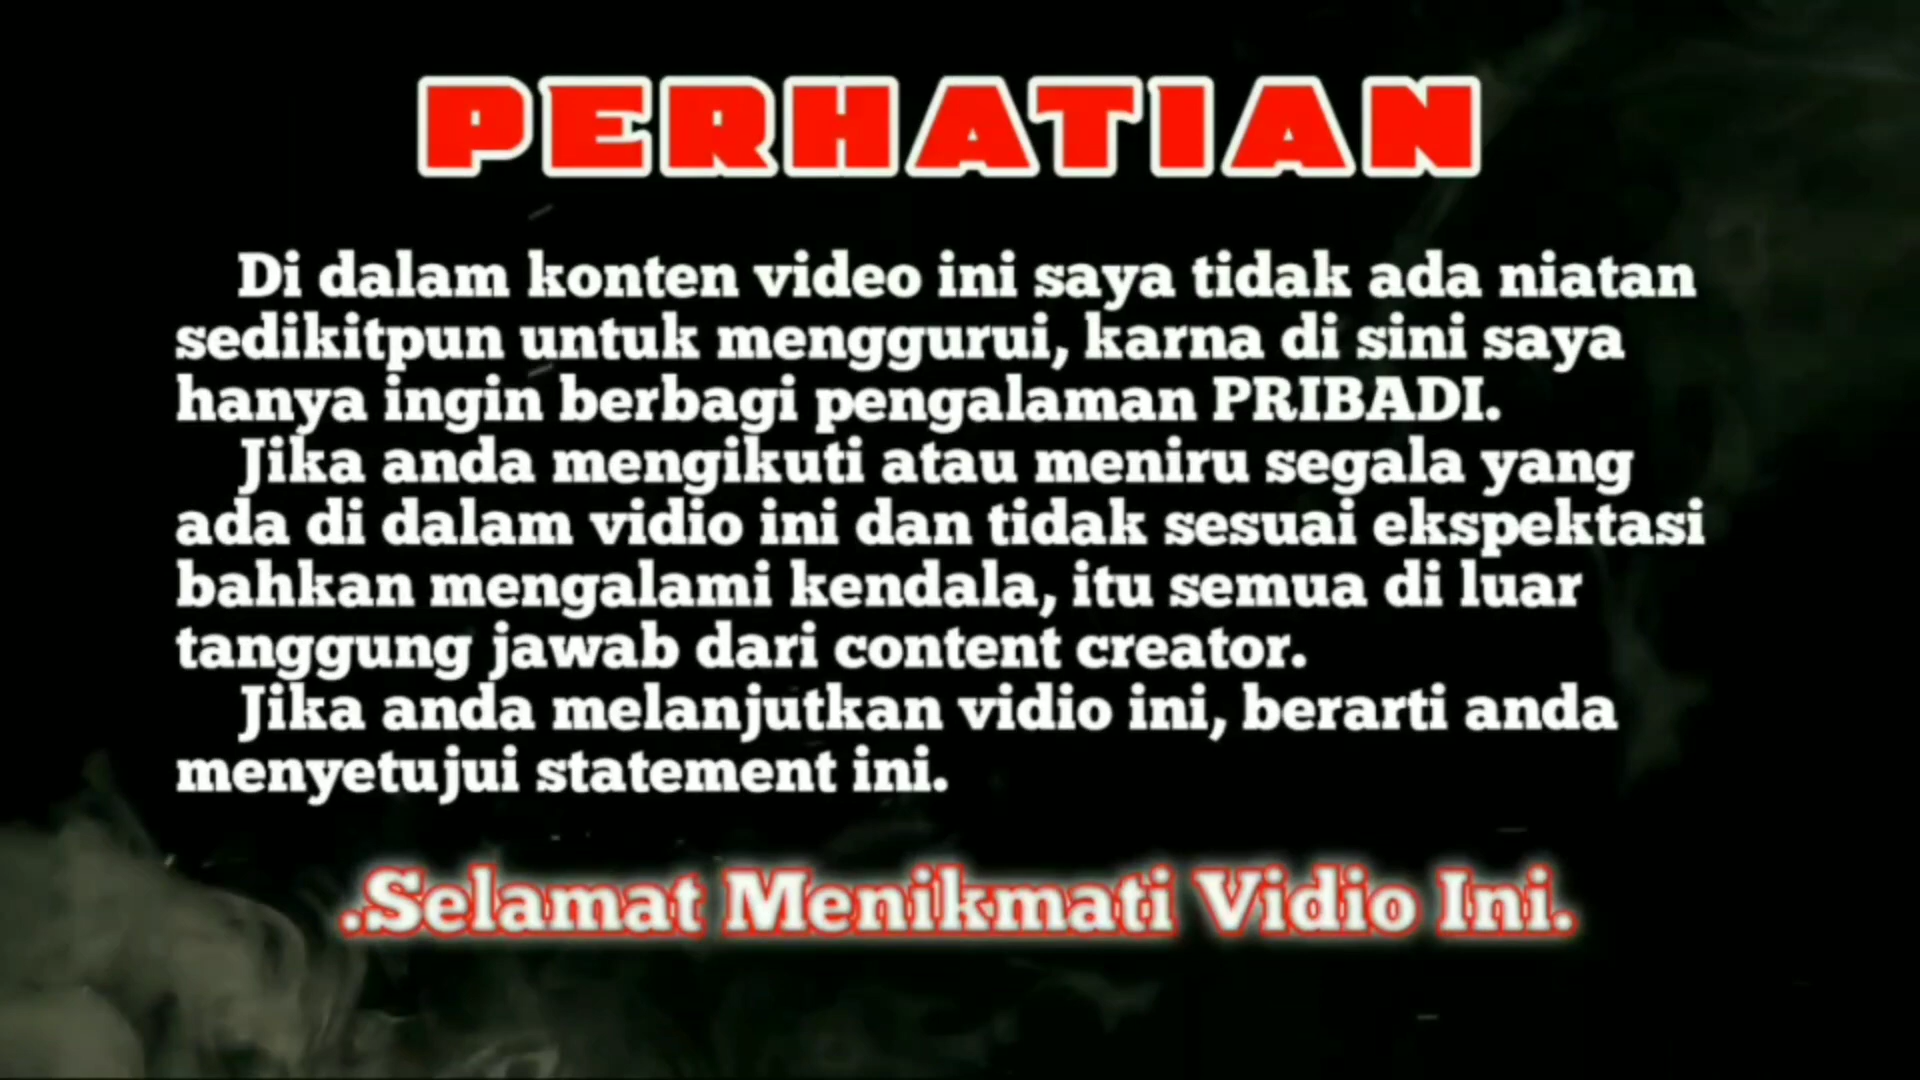 PERHATIAN
Di dalam konten video ini saya tidak ada niatan
sedikitpun untuk menggurui, karna di sini saya
hanya ingin berbagi pengalaman PRIBADI.
Jika anda mengikuti atau meniru segala yang
ada di dalam vidio ini dan tidak sesuai ekspektasi
bahkan mengalami kendala, itu semua di luar
tanggung jawab dari content creator.
Jika anda melanjutkan vidio ini, berarti anda
menyetujui statement ini.
..Selamat Menikmati Vidio Ini.